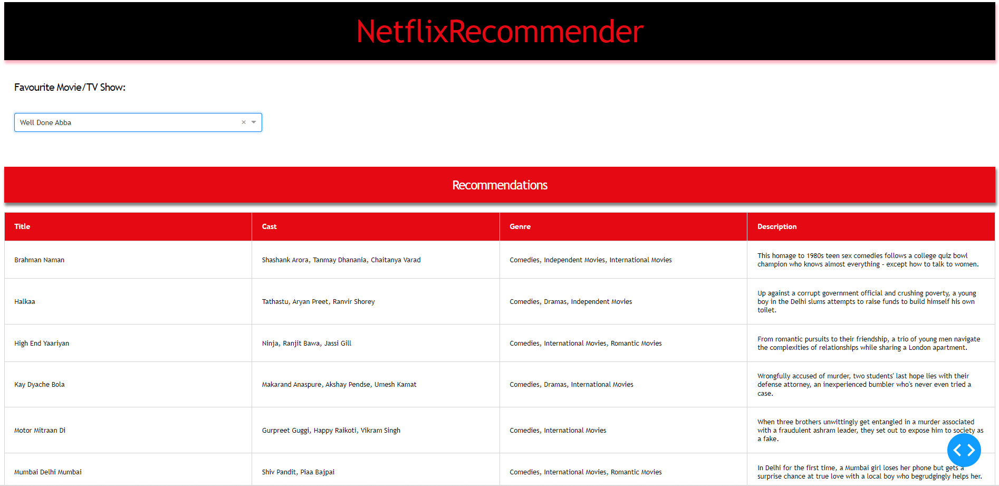 NetflixRecommender
Favourite Movie/TV Show:
Well Done Abba
Recommendations
Title Cast Genre Description
Brahman Naman Shashank Arora, Tanmay Dhanania, Chaitanya Varad Comedies, Independent Movies, International Movies This homage to 1980s teen sex comedies follows a college quiz bowl
champion who knows almost everything - except how to talk to women.
Halkaa Tathastu, Aryan Preet, Ranvir Shorey Comedies, Dramas, Independent Movies Up against a corrupt government official and crushing poverty, a young
boy in the Delhi slums attempts to raise funds to build himself his own
toilet.
High End Yaariyan Ninja, Ranjit Bawa, Jassi Gill Comedies, International Movies, Romantic Movies From romantic pursuits to their friendship, a trio of young men navigate
the complexities of relationships while sharing a London apartment.
Kay Dyache Bola Makarand Anaspure, Akshay Pendse, Umesh Kamat Comedies, Dramas, International Movies Wrongfully accused of murder, two students' last hope lies with their
defense attorney, an inexperienced bumbler who's never even tried a
case.
Motor Mitraan Di Gurpreet Guggi, Happy Raikoti, Vikram Singh Comedies, International Movies When three brothers unwittingly get entangled in a murder associated
with a fraudulent ashram leader, they set out to expose him to society as
a fake.
Mumbai Delhi Mumbai Shiv Pandit, Piaa Bajpai Comedies, International Movies, Romantic Movies In Delhi for the first time, a Mumbai girl loses her phone but gets a
surprise chance at true love with a local boy who begrudgingly helps her.